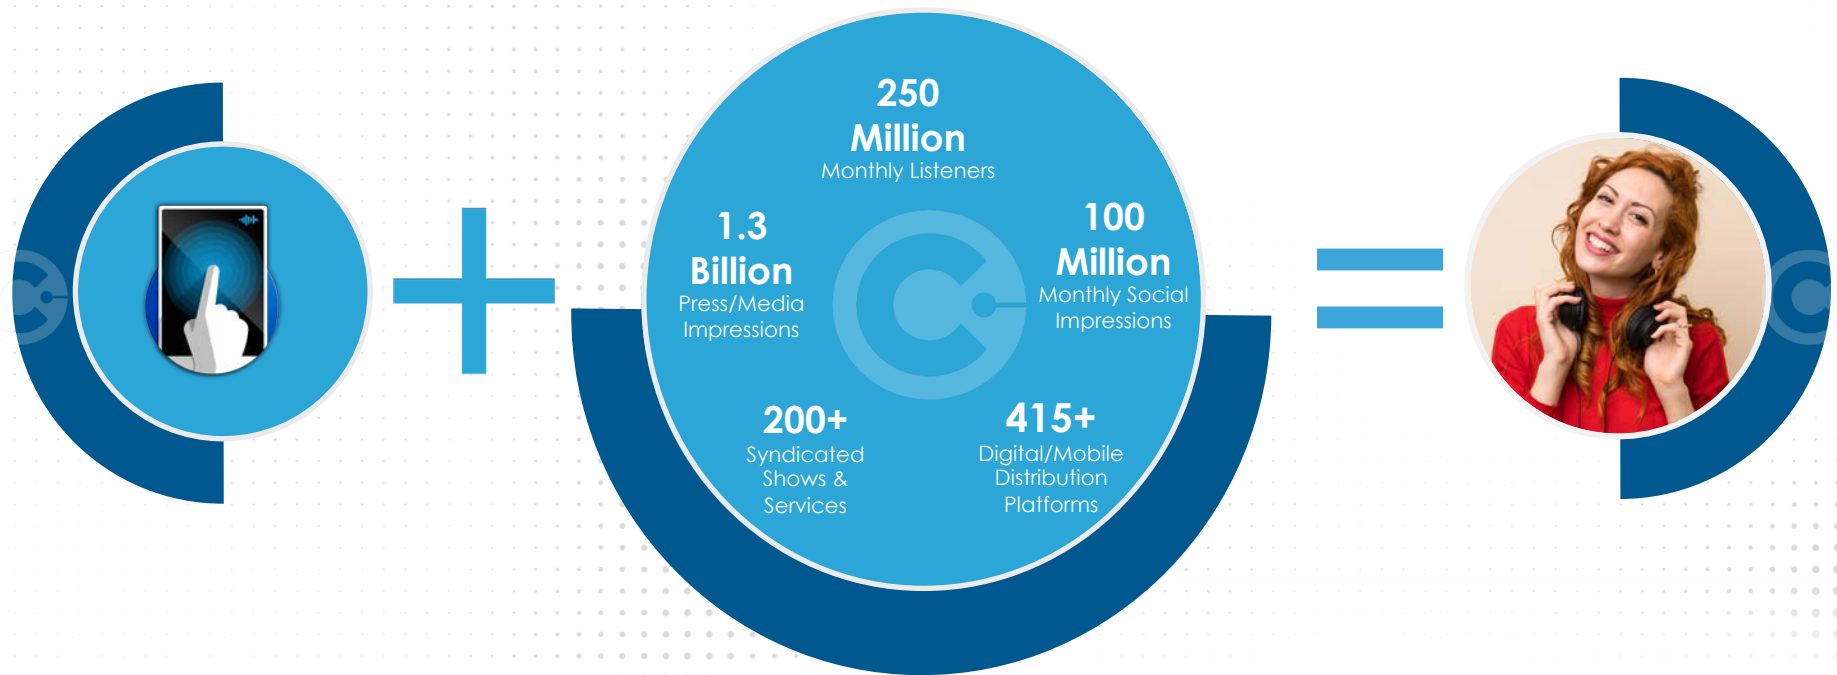 250
Million
Monthly Listeners
1.3
Billion
Press/Media
Impressions
100
Million
Monthly Social
Impressions
200+
Syndicated
Shows &
Services
415+
Digital/Mobile
Distribution
Platforms